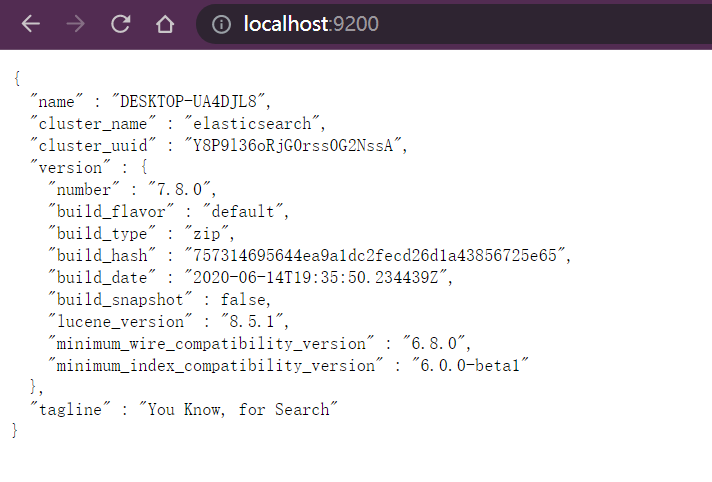 localhost:9200
{
  "name" : "DESKTOP-UA4DJL8",
  "cluster_name" : "elasticsearch",
  "cluster_uuid" : "Y8P9l36oRjG0rssOG2NssA",
  "version" : {
    "number" : "7.8.0",
    "build_flavor" : "default",
    "build_type" : "zip",
    "build_hash" : "757314695644ea9a1dc2fecd26d1a43856725e65",
    "build_date" : "2020-06-14T19:35:50.234439Z",
    "build_snapshot" : false,
    "lucene_version" : "8.5.1",
    "minimum_wire_compatibility_version" : "6.8.0",
    "minimum_index_compatibility_version" : "6.0.0-beta1"
  },
  "tagline" : "You Know, for Search"
}